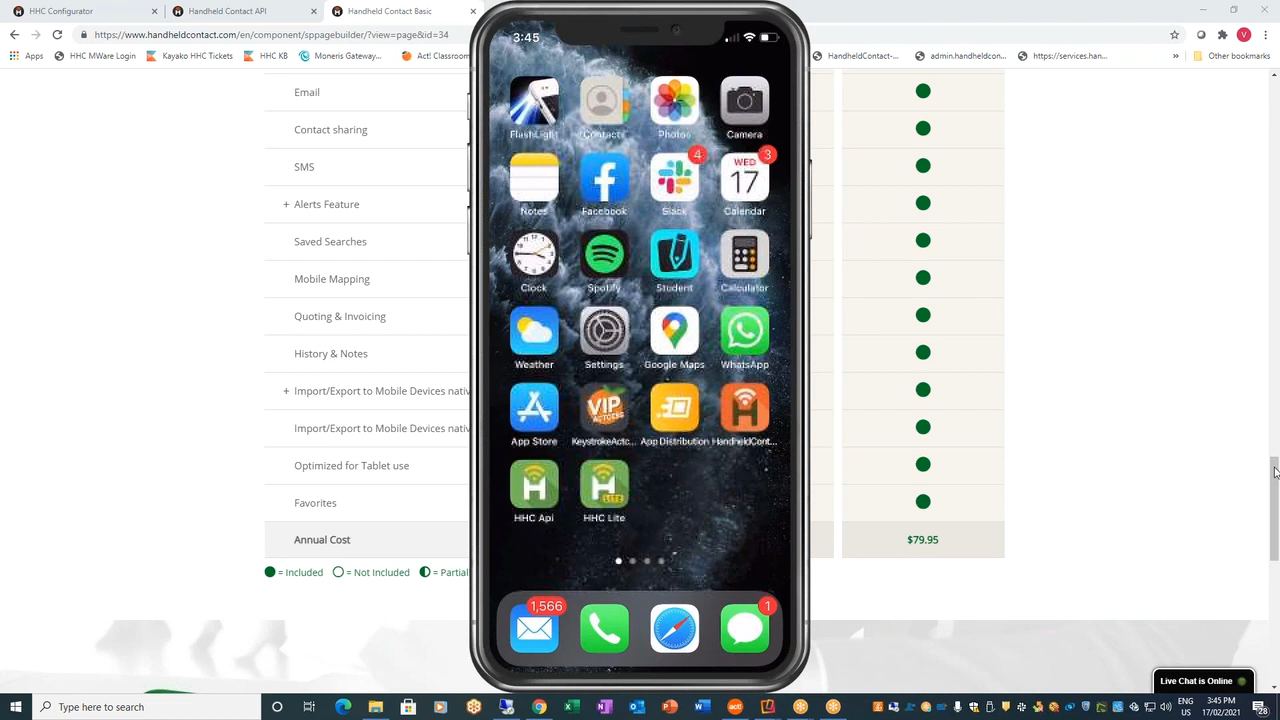 HHC Configurator
Handheld Contact API
Handheld Contact Basic
https://www.handheldcontact.com/en/component/spagebuilder/?view=page&id=34
Apps
HHC MWare Login
Kayako HHC Tickets
Moneris Gateway...
Act! Classroom
HandheldContact-...
admin.handheldcon...
https://services.han...
Other bookmarks
V
Email
Contact sharing
SMS
+ Alerts Feature
Saved Searches
Mobile Mapping
Quoting & Invoicing
History & Notes
+ Import/Export to Mobile Devices nativ
Import/Export to Mobile Devices nativ
Optimized for Tablet use
Favorites
Annual Cost
$79.95
= Included
= Not Included
= Partial
3:45
FlashLight
Contacts
Photos
Camera
4
WED
17
3
Notes
Facebook
Slack
Calendar
Clock
Spotify
Student
Calculator
Weather
Settings
Google Maps
WhatsApp
VIP
App Store
KeystrokeActc...
App Distribution
HandheldCont...
LITE
HHC Api
HHC Lite
1,566
1
Live Chat is Online
here to search
act!
ENG
US
3:45 PM
17/02/2021